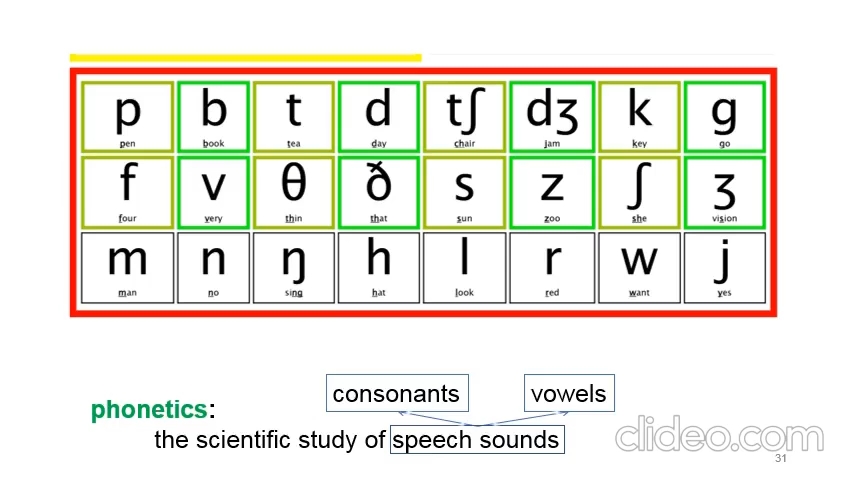 p b t d tʃ dʒ k g
pen book tea day chair jam key go
f v θ ð s z ʃ ʒ
four very thin that sun zoo she vision
m n ŋ h l r w j
man no sing hat look red want yes
consonants vowels
phonetics:
the scientific study of speech sounds
clideo.com
31